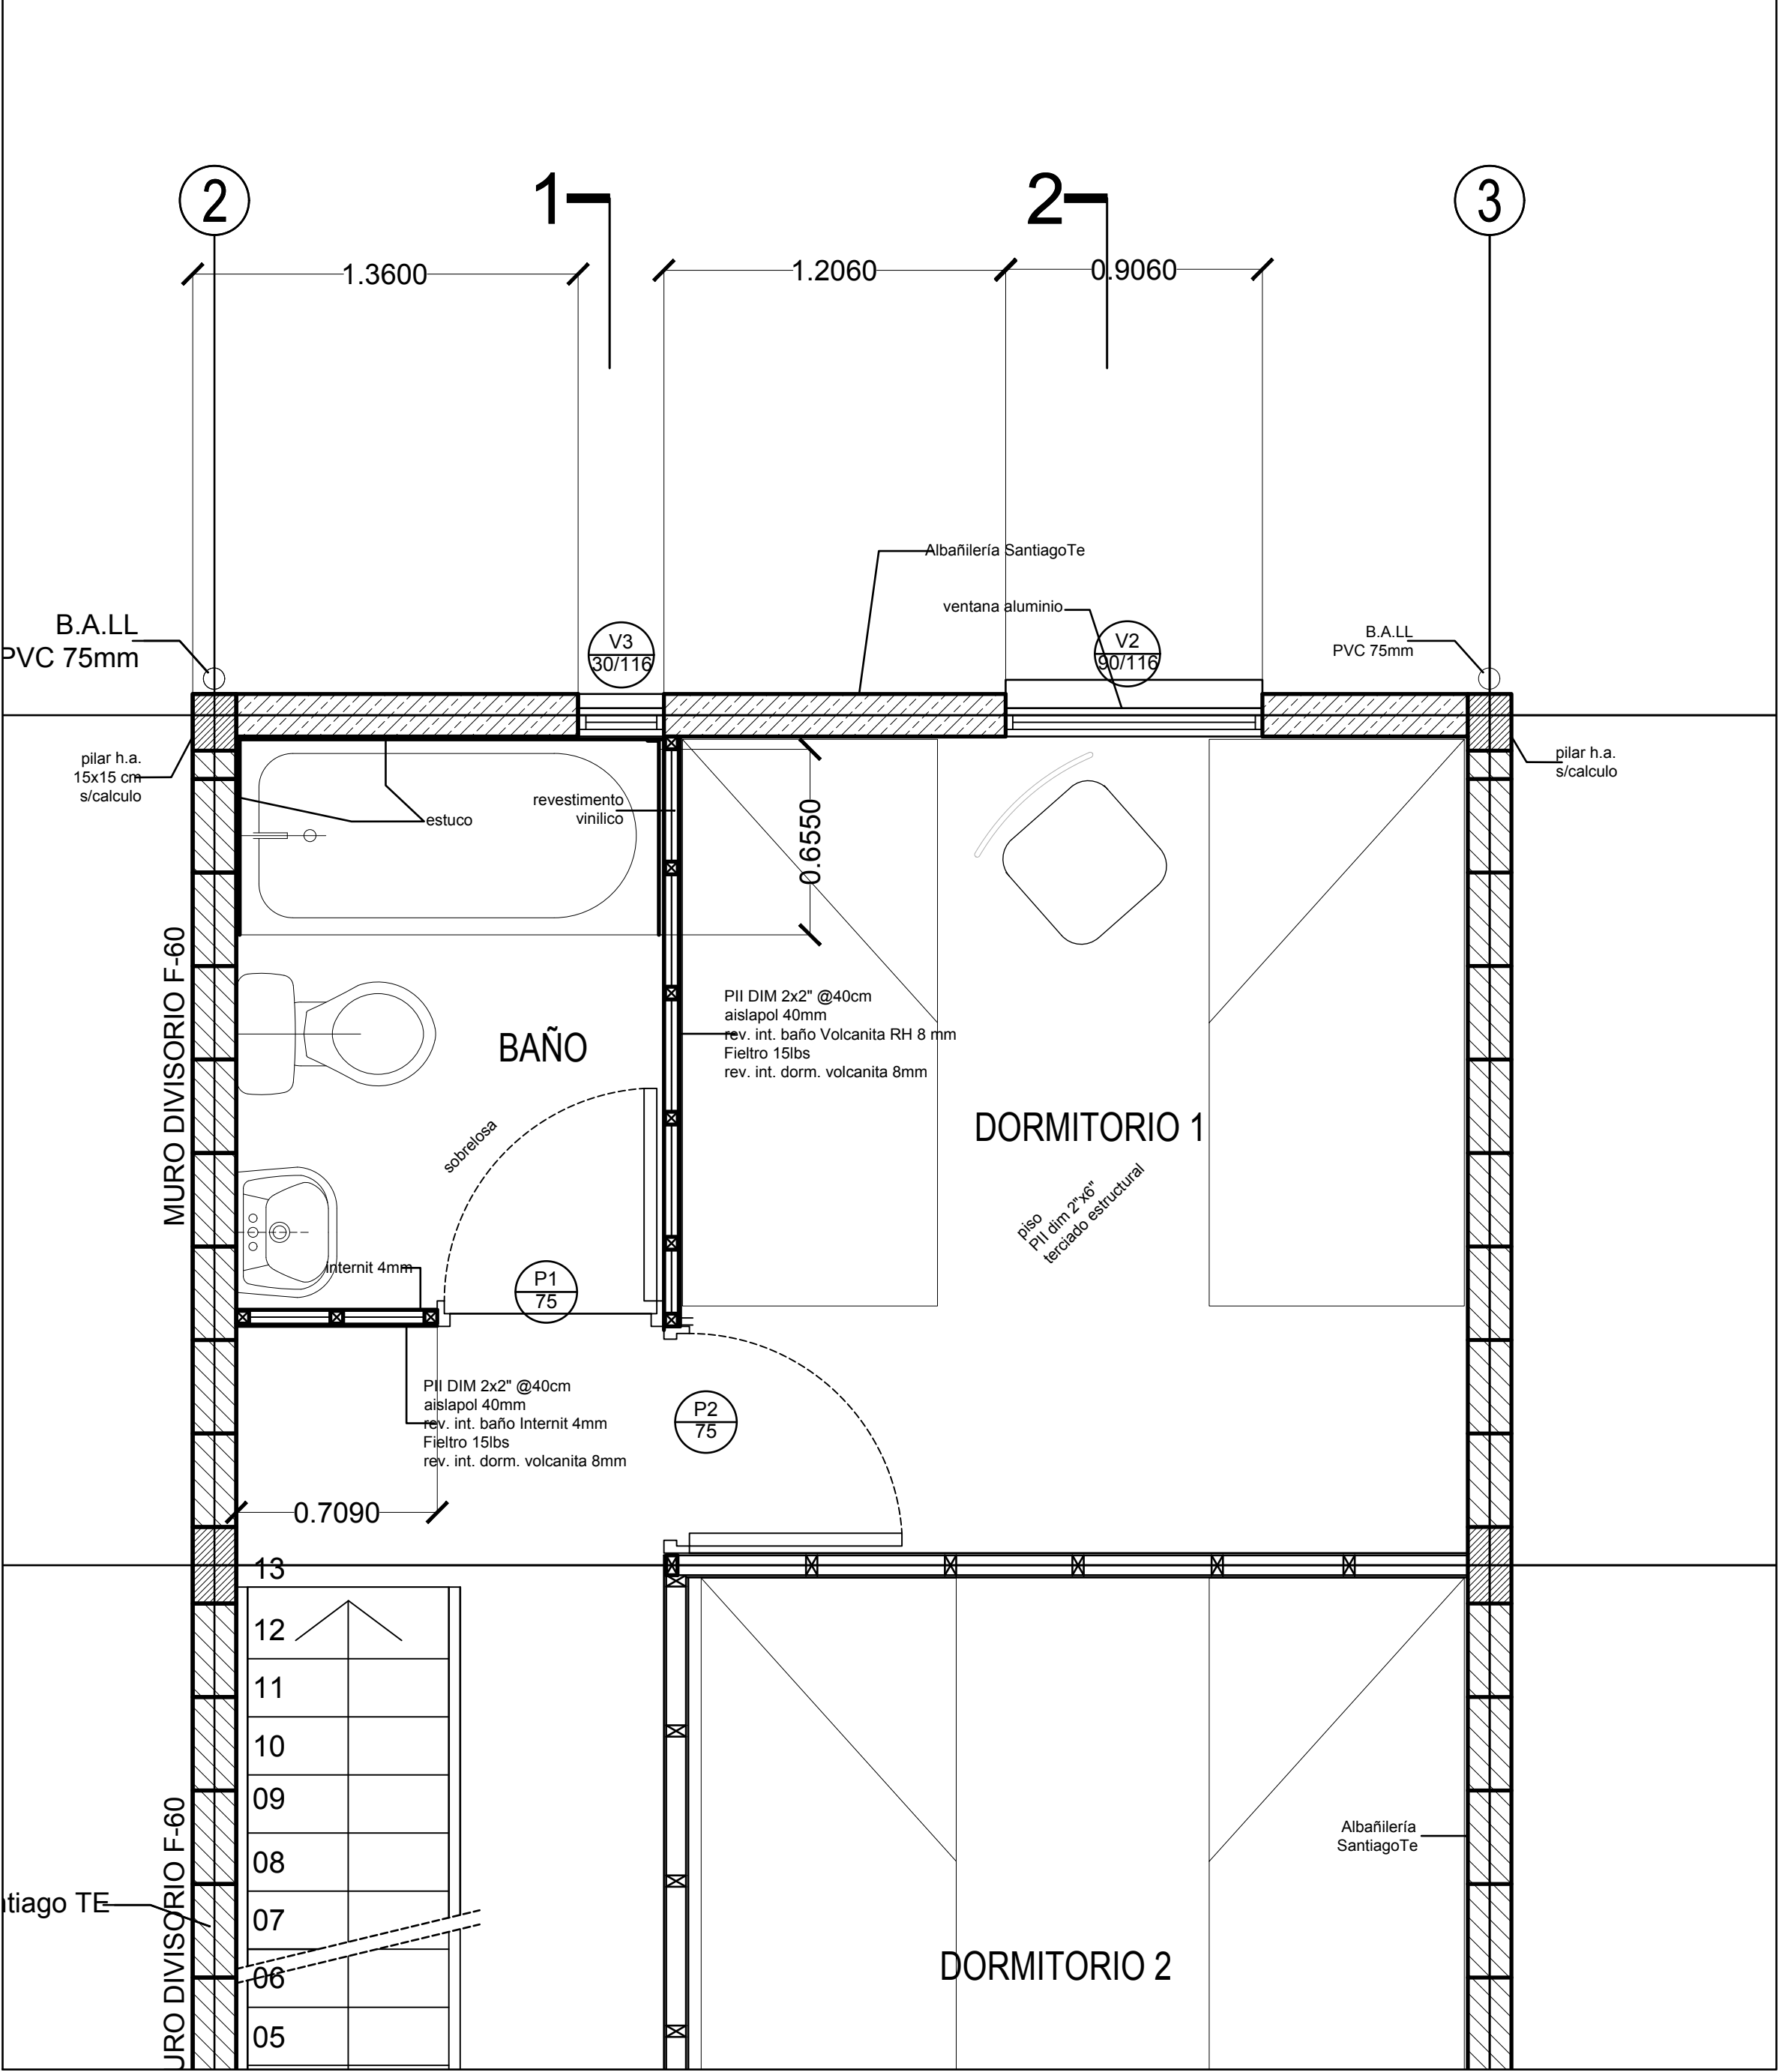 2
1
2
3
1.3600
1.2060
0.9060
Albañilería SantiagoTe
ventana aluminio
B.A.LL
PVC 75mm
V3
30/116
V2
90/116
B.A.LL
PVC 75mm
pilar h.a.
15x15 cm
s/calculo
pilar h.a.
s/calculo
estuco
revestimento
vinilico
0.6550
MURO DIVISORIO F-60
BAÑO
PII DIM 2x2" @40cm
aislapol 40mm
rev. int. baño Volcanita RH 8 mm
Fieltro 15lbs
rev. int. dorm. volcanita 8mm
DORMITORIO 1
sobrelosa
piso
PII dim 2"x6"
terciado estructural
internit 4mm
P1
75
PII DIM 2x2" @40cm
aislapol 40mm
rev. int. baño Internit 4mm
Fieltro 15lbs
rev. int. dorm. volcanita 8mm
P2
75
0.7090
13
12
11
10
09
08
07
06
05
Albañilería
SantiagoTe
ntiago TE
URO DIVISORIO F-60
DORMITORIO 2